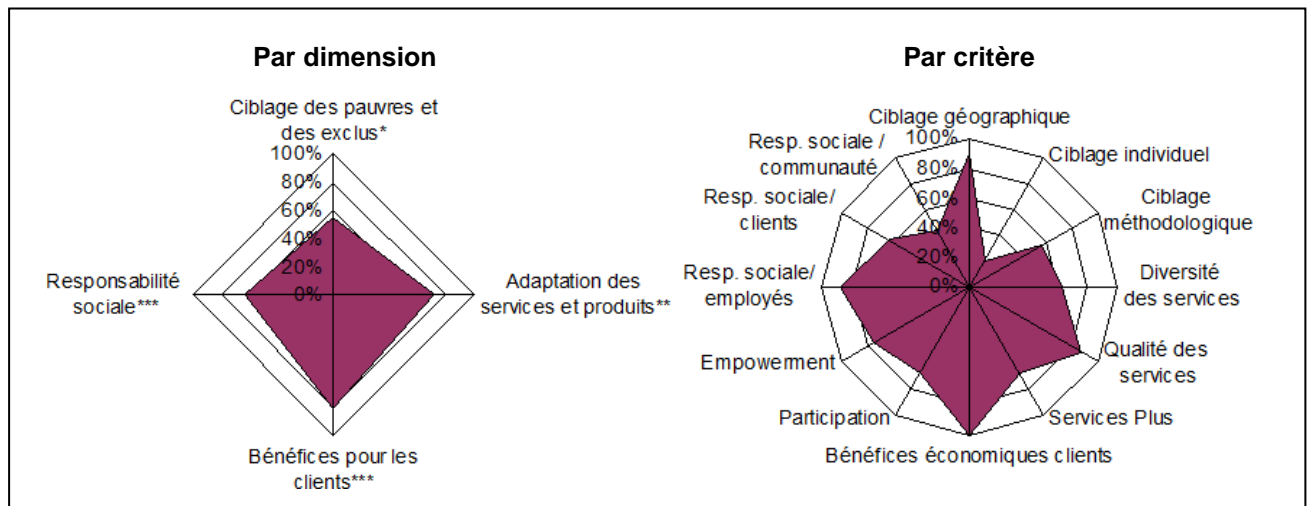 Par dimension
Ciblage des pauvres et
des exclus*
100%
80%
60%
40%
20%
0%
Responsabilité
sociale***
Adaptation des
services et produits**
Bénéfices pour les
clients***
Par critère
Ciblage géographique
100%
80%
60%
40%
20%
0%
Ciblage individuel
Ciblage
méthodologique
Diversité
des services
Qualité des
services
Services Plus
Bénéfices économiques clients
Participation
Empowerment
Resp. sociale/
employés
Resp. sociale/
clients
Resp. sociale /
communauté